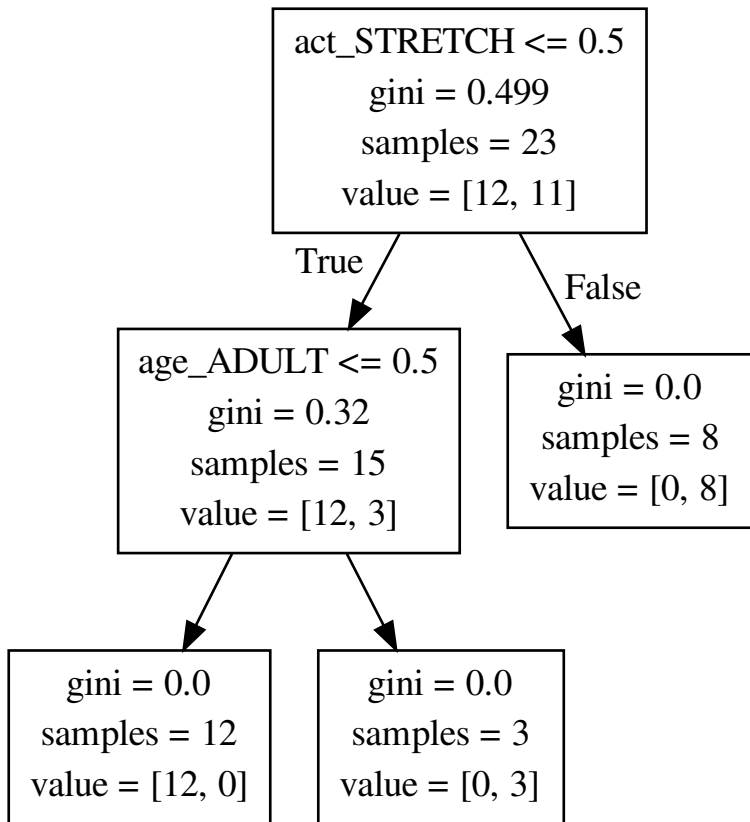 act_STRETCH <= 0.5
gini = 0.499
samples = 23
value = [12, 11]
True
False
age_ADULT <= 0.5
gini = 0.32
samples = 15
value = [12, 3]
gini = 0.0
samples = 8
value = [0, 8]
gini = 0.0
samples = 12
value = [12, 0]
gini = 0.0
samples = 3
value = [0, 3]